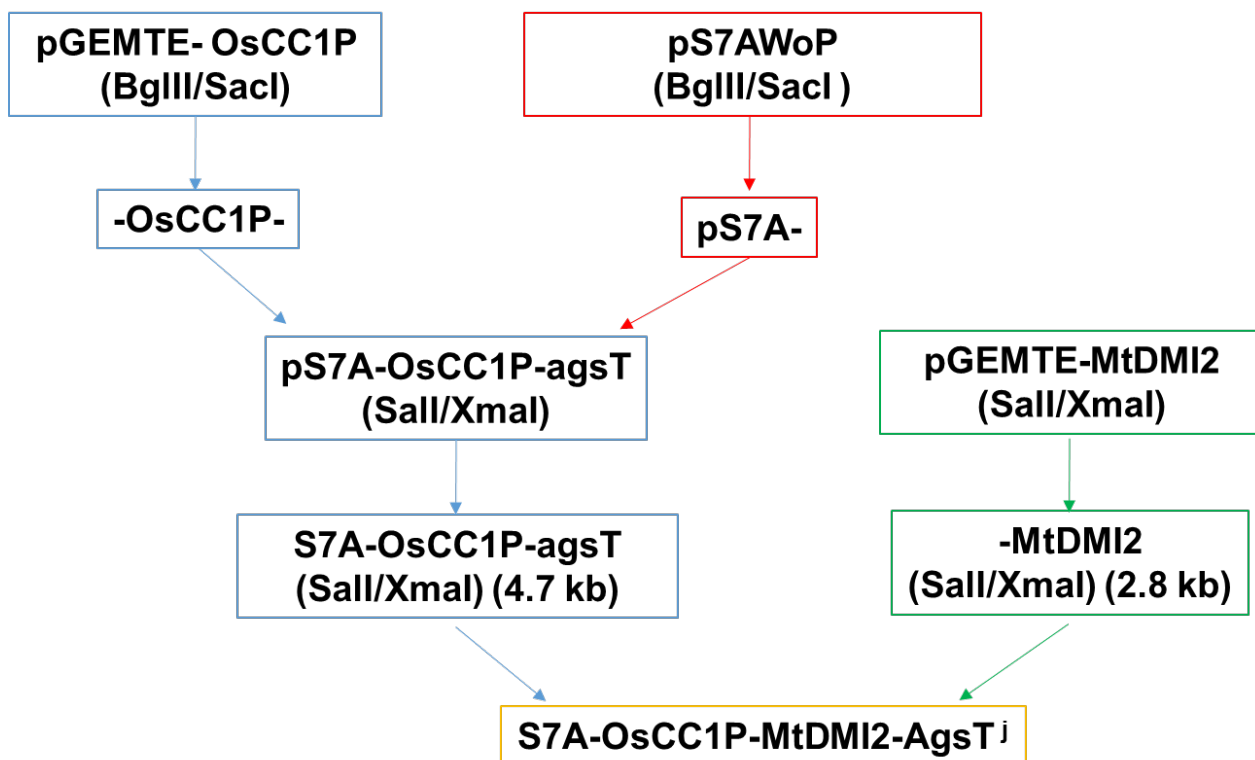 pGEMTE- OsCC1P
(BglII/SacI)
pS7AWoP
(BglII/SacI )
-OsCC1P-
pS7A-
pS7A-OsCC1P-agsT
(SalI/XmaI)
pGEMTE-MtDMI2
(SalI/XmaI)
S7A-OsCC1P-agsT
(SalI/XmaI) (4.7 kb)
-MtDMI2
(SalI/XmaI) (2.8 kb)
S7A-OsCC1P-MtDMI2-AgsT j